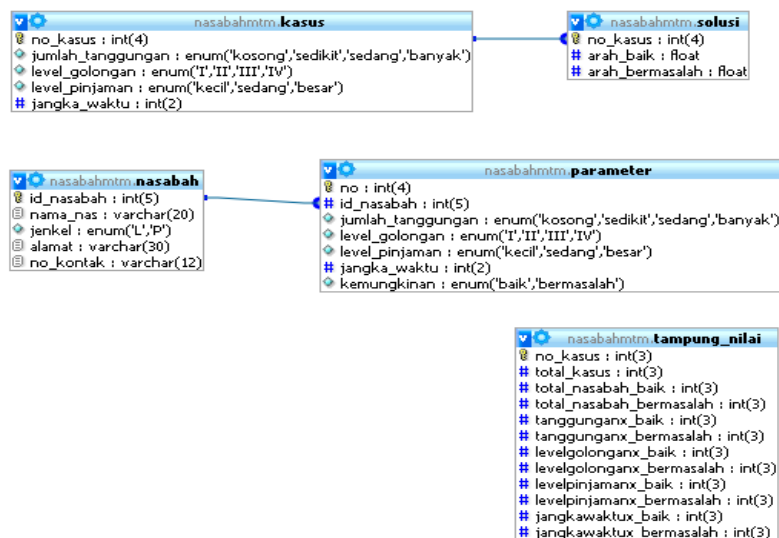 nasabahmtm.kasus
no_kasus : int(4)
jumlah_tanggungan : enum('kosong','sedikit','sedang','banyak')
level_golongan : enum('I','II','III','IV')
level_pinjaman : enum('kecil','sedang','besar')
# jangka_waktu : int(2)
nasabahmtm.solusi
no_kasus : int(4)
# arah_baik : float
# arah_bermasalah : float
nasabahmtm.nasabah
id_nasabah : int(5)
nama_nas : varchar(20)
jenkel : enum('L','P')
alamat : varchar(30)
no_kontak : varchar(12)
nasabahmtm.parameter
no : int(4)
# id_nasabah : int(5)
jumlah_tanggungan : enum('kosong','sedikit','sedang','banyak')
level_golongan : enum('I','II','III','IV')
level_pinjaman : enum('kecil','sedang','besar')
# jangka_waktu : int(2)
kemungkinan : enum('baik','bermasalah')
nasabahmtm.tampung_nilai
no_kasus : int(3)
# total_kasus : int(3)
# total_nasabah_baik : int(3)
# total_nasabah_bermasalah : int(3)
# tanggunganx_baik : int(3)
# tanggunganx_bermasalah : int(3)
# levelgolonganx_baik : int(3)
# levelgolonganx_bermasalah : int(3)
# levelpinjamanx_baik : int(3)
# levelpinjamanx_bermasalah : int(3)
# jangkawaktux_baik : int(3)
# jangkawaktux_bermasalah : int(3)